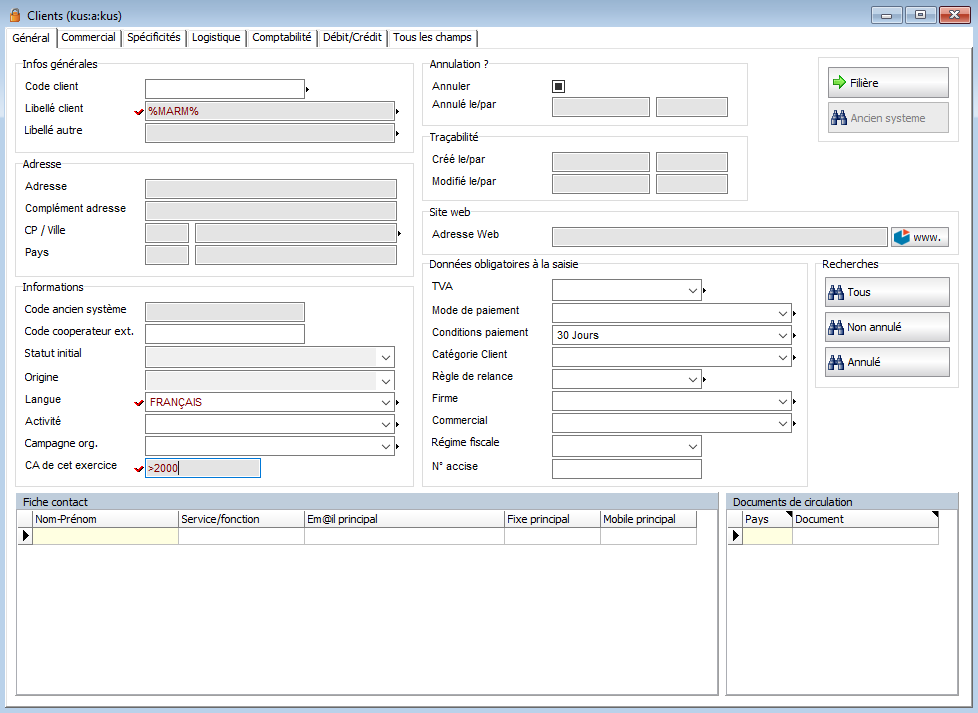 Clients (kus:a:kus)
Général Commercial Spécificités Logistique Comptabilité Débit/Crédit Tous les champs
Infos générales
Code client
Libellé client %MARM%
Libellé autre
Adresse
Adresse
Complément adresse
CP / Ville
Pays
Informations
Code ancien système
Code cooperateur ext.
Statut initial
Origine
Langue FRANÇAIS
Activité
Campagne org.
CA de cet exercice >2000
Annulation ?
Annuler
Annulé le/par
Traçabilité
Créé le/par
Modifié le/par
Site web
Adresse Web www.
Données obligatoires à la saisie
TVA
Mode de paiement
Conditions paiement 30 Jours
Catégorie Client
Règle de relance
Firme
Commercial
Régime fiscale
N° accise
Filière
Ancien systeme
Recherches
Tous
Non annulé
Annulé
Fiche contact
Nom-Prénom Service/fonction Em@il principal Fixe principal Mobile principal
Documents de circulation
Pays Document